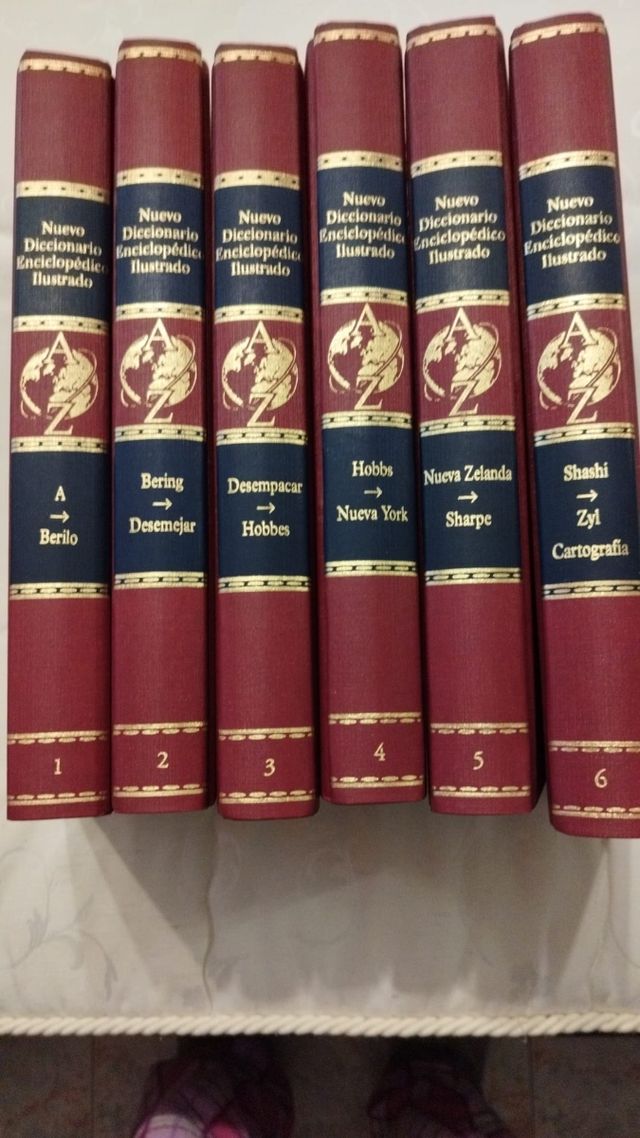 Nuevo
Diccionario
Enciclopédico
Ilustrado
A
Z
A
→
Berilo
1
Nuevo
Diccionario
Enciclopédico
Ilustrado
A
Z
Bering
→
Desemejar
2
Nuevo
Diccionario
Enciclopédico
Ilustrado
A
Z
Desempacar
→
Hobbes
3
Nuevo
Diccionario
Enciclopédico
Ilustrado
A
Z
Hobbs
→
Nueva York
4
Nuevo
Diccionario
Enciclopédico
Ilustrado
A
Z
Nueva Zelanda
→
Sharpe
5
Nuevo
Diccionario
Enciclopédico
Ilustrado
A
Z
Shashi
→
Zyl
Cartografía
6